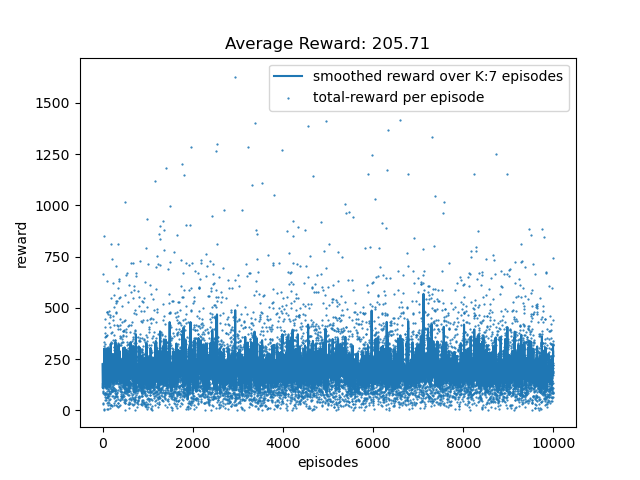 Average Reward: 205.71
smoothed reward over K:7 episodes
total-reward per episode
reward
1500
1250
1000
750
500
250
0
0 2000 4000 6000 8000 10000
episodes